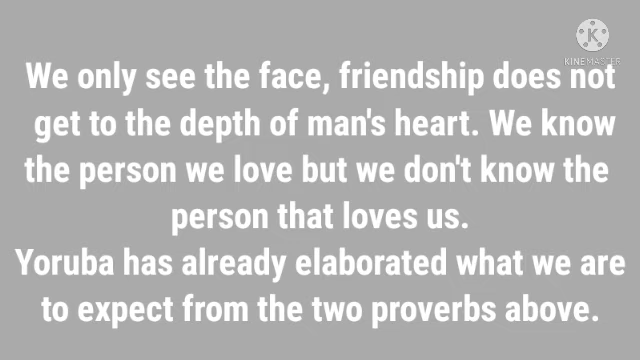 KINEMASTER
We only see the face, friendship does not
get to the depth of man's heart. We know
the person we love but we don't know the
person that loves us.
Yoruba has already elaborated what we are
to expect from the two proverbs above.